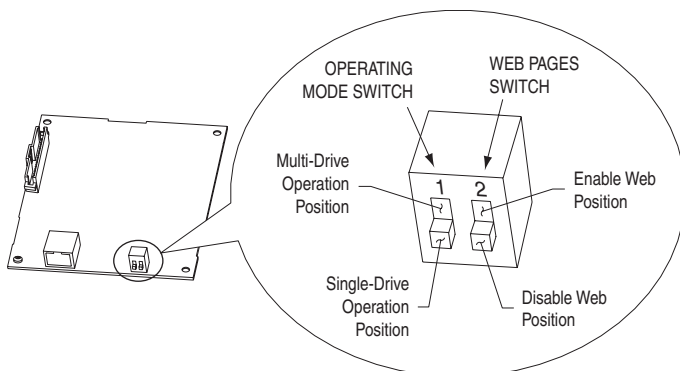 OPERATING
MODE SWITCH
WEB PAGES
SWITCH
Multi-Drive
Operation
Position
1 2
Enable Web
Position
Single-Drive
Operation
Position
Disable Web
Position